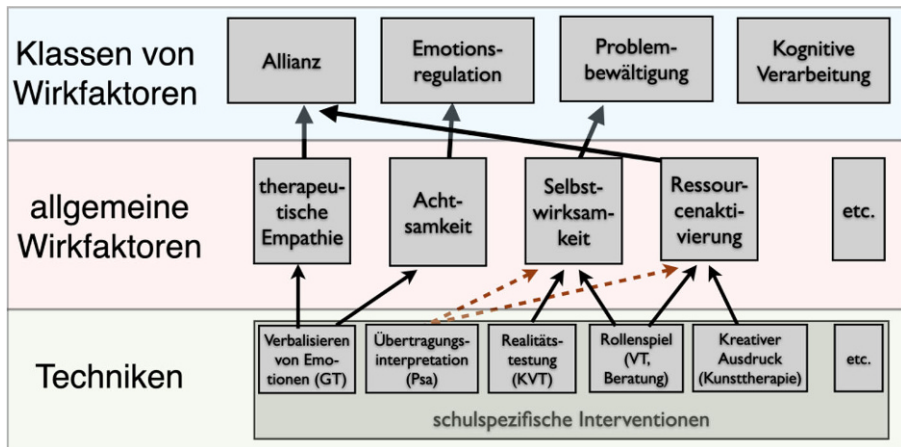 Klassen von
Wirkfaktoren
Allianz
Emotions-
regulation
Problem-
bewältigung
Kognitive
Verarbeitung
allgemeine
Wirkfaktoren
therapeu-
tische
Empathie
Acht-
samkeit
Selbst-
wirksam-
keit
Ressour-
cenakti-
vierung
etc.
Techniken
Verbalisieren
von Emo-
tionen (GT)
Übertragungs-
interpretation
(Psa)
Realitäts-
testung
(KVT)
Rollenspiel
(VT,
Beratung)
Kreativer
Ausdruck
(Kunsttherapie)
etc.
schulspezifische Interventionen